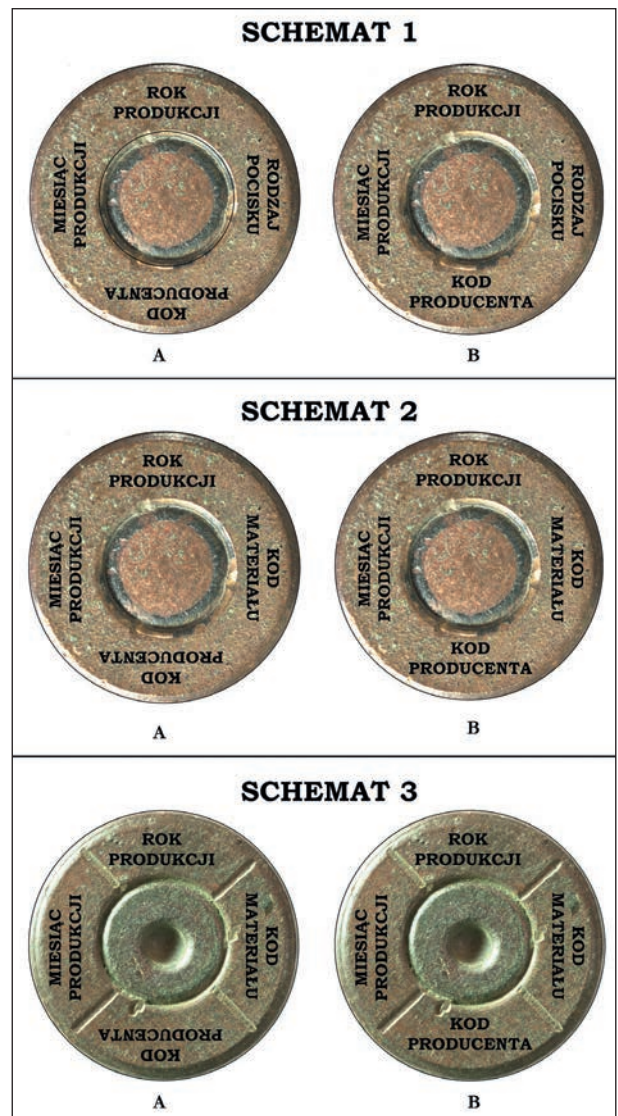 SCHEMAT 1
ROK
PRODUKCJI
MIESIĄC
PRODUKCJI
RODZAJ
POCISKU
KOD
PRODUCENTA
A
ROK
PRODUKCJI
MIESIĄC
PRODUKCJI
RODZAJ
POCISKU
KOD
PRODUCENTA
B
SCHEMAT 2
ROK
PRODUKCJI
MIESIĄC
PRODUKCJI
KOD
MATERIAŁU
KOD
PRODUCENTA
A
ROK
PRODUKCJI
MIESIĄC
PRODUKCJI
KOD
MATERIAŁU
KOD
PRODUCENTA
B
SCHEMAT 3
ROK
PRODUKCJI
MIESIĄC
PRODUKCJI
KOD
MATERIAŁU
KOD
PRODUCENTA
A
ROK
PRODUKCJI
MIESIĄC
PRODUKCJI
KOD
MATERIAŁU
KOD
PRODUCENTA
B